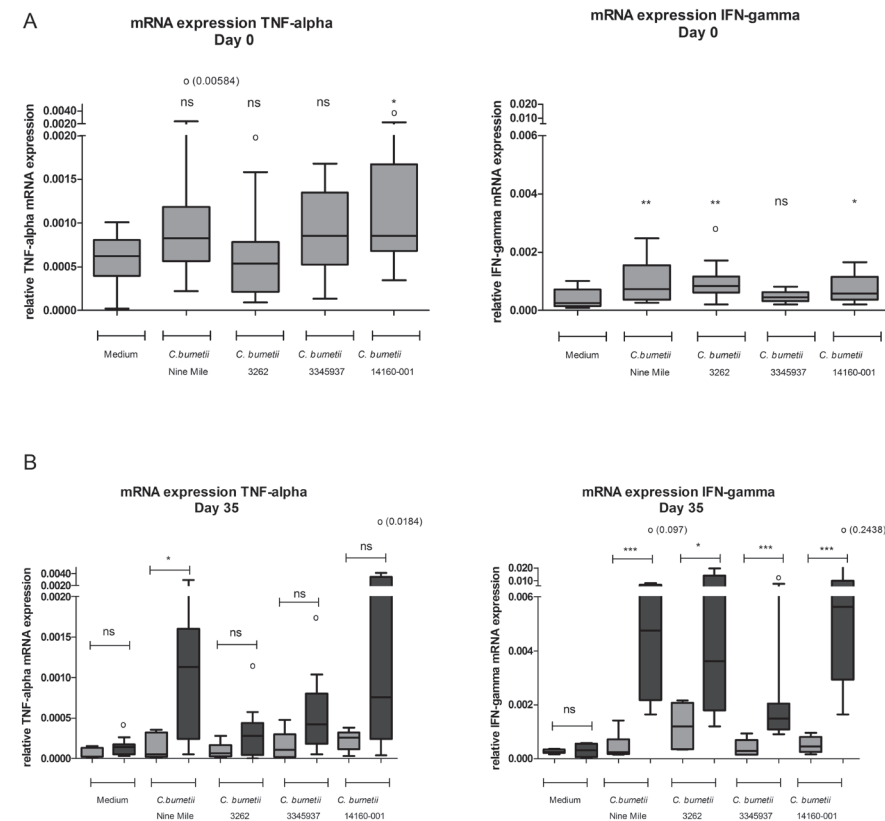 A
mRNA expression TNF-alpha
Day 0
o (0.00584)
ns
ns
ns
*
o
o
0.0040
0.0020
0.0020
0.0015
0.0010
0.0005
0.0000
relative TNF-alpha mRNA expression
Medium
C.burnetii
Nine Mile
C. burnetii
3262
C. burnetii
3345937
C. burnetii
14160-001
mRNA expression IFN-gamma
Day 0
0.020
0.010
0.006
0.004
0.002
0.000
relative IFN-gamma mRNA expression
**
**
ns
*
o
Medium
C.burnetii
Nine Mile
C. burnetii
3262
C. burnetii
3345937
C. burnetii
14160-001
B
mRNA expression TNF-alpha
Day 35
o (0.0184)
ns
*
ns
ns
ns
o
o
o
0.0040
0.0020
0.0020
0.0015
0.0010
0.0005
0.0000
relative TNF-alpha mRNA expression
Medium
C.burnetii
Nine Mile
C. burnetii
3262
C. burnetii
3345937
C. burnetii
14160-001
mRNA expression IFN-gamma
Day 35
o (0.097)
o (0.2438)
ns
***
*
***
***
o
0.020
0.010
0.006
0.004
0.002
0.000
relative IFN-gamma mRNA expression
Medium
C.burnetii
Nine Mile
C. burnetii
3262
C. burnetii
3345937
C. burnetii
14160-001